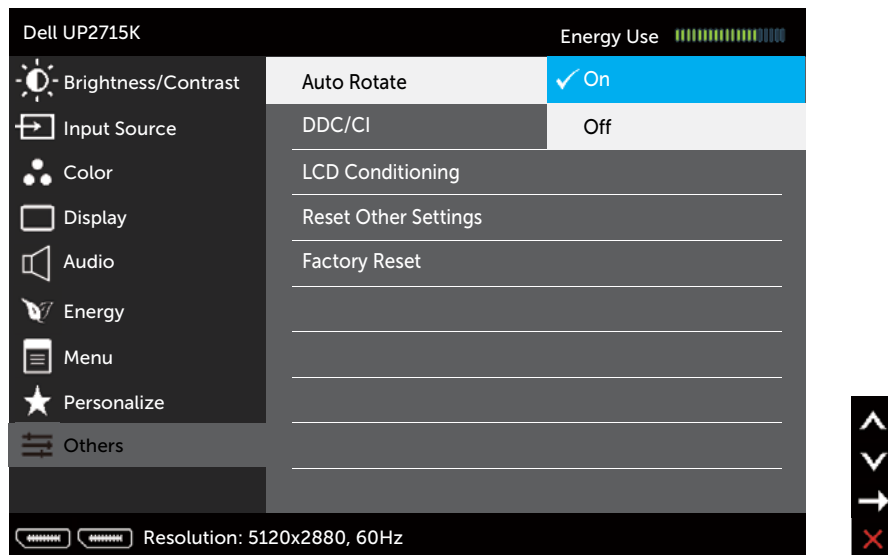 Dell UP2715K Energy Use
Brightness/Contrast Auto Rotate On
Input Source DDC/CI Off
Color LCD Conditioning
Display Reset Other Settings
Audio Factory Reset
Energy
Menu
Personalize
Others
Resolution: 5120x2880, 60Hz